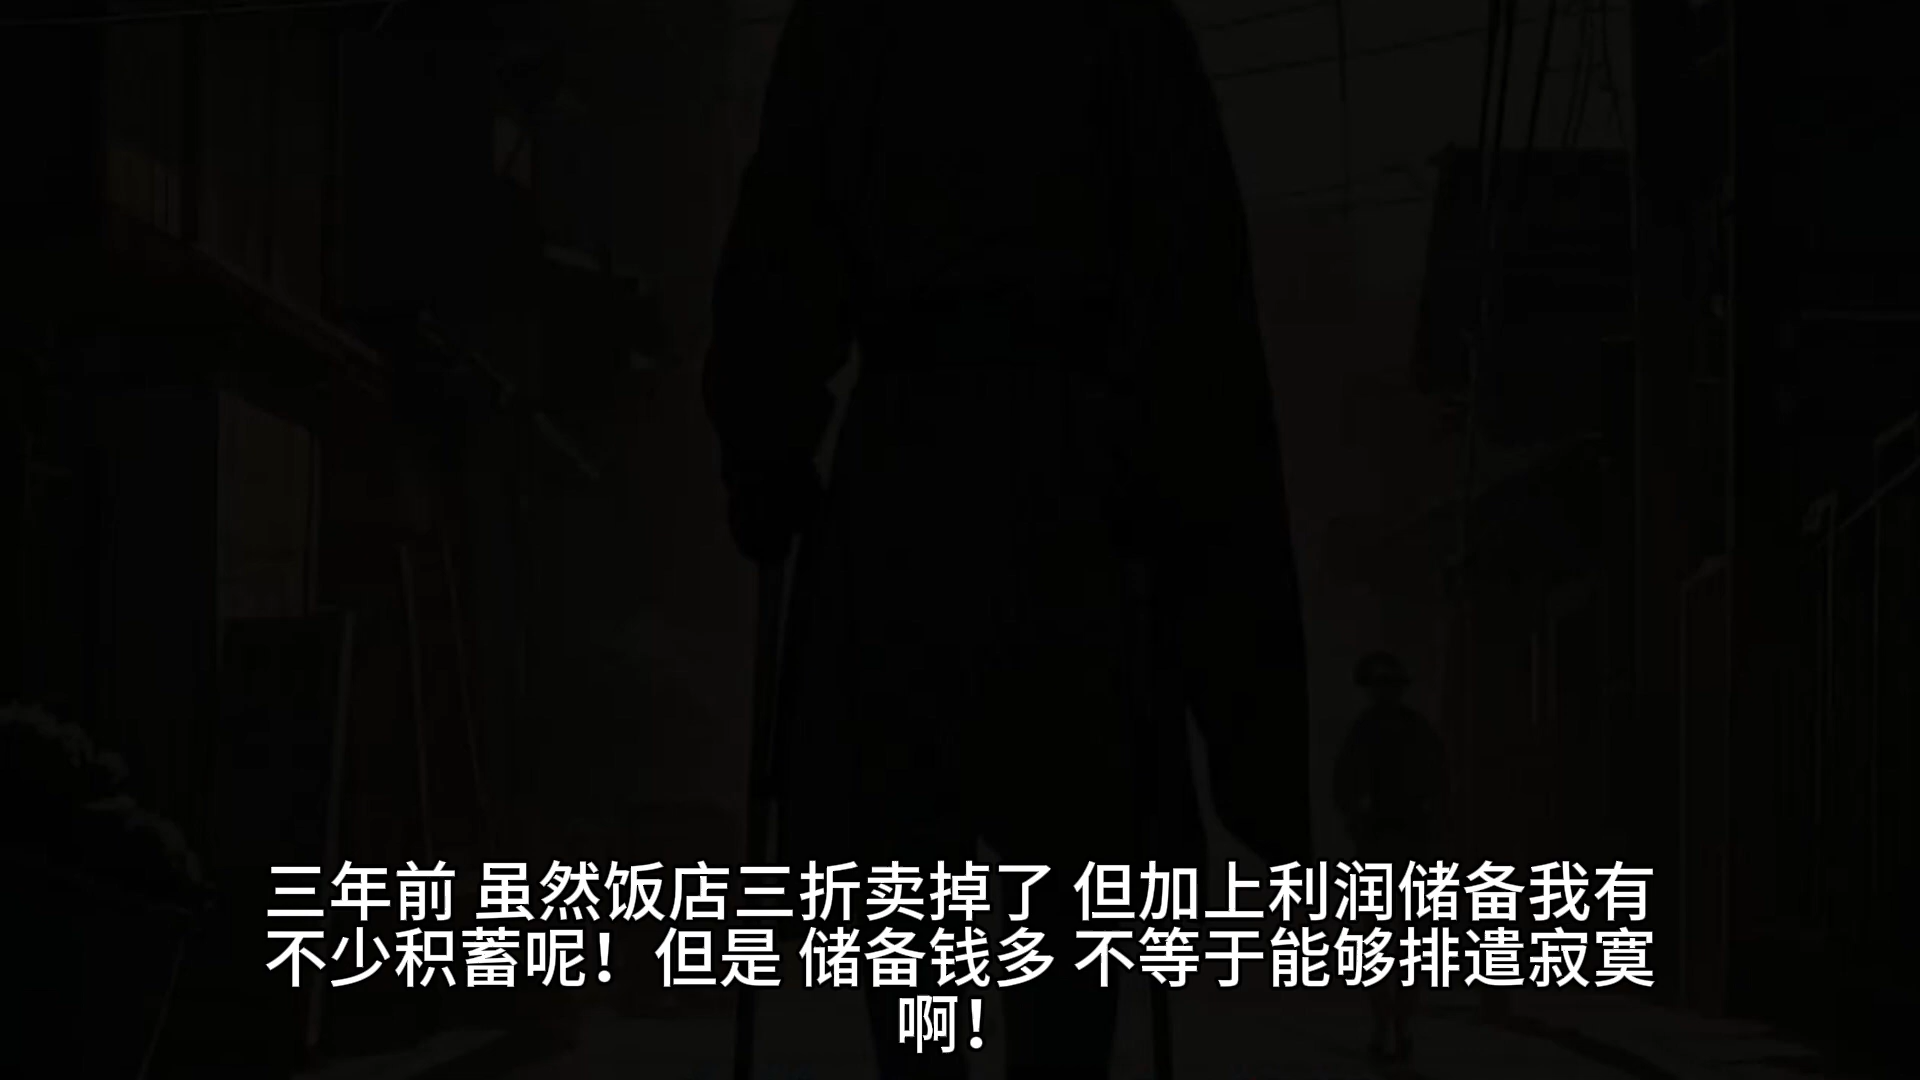 三年前 虽然饭店三折卖掉了 但加上利润储备我有
不少积蓄呢！但是 储备钱多 不等于能够排遣寂寞
啊！